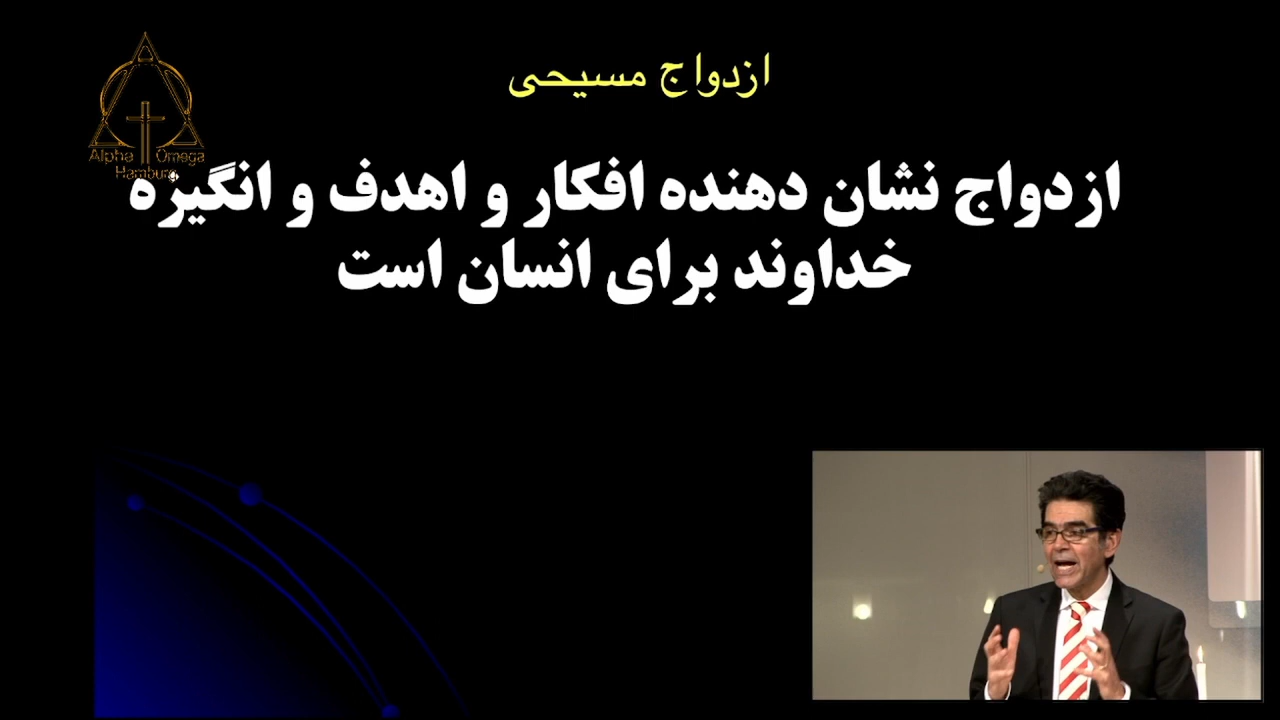 ازدواج مسیحی
Alpha Omega
Hamburg
ازدواج نشان دهنده افکار و اهدف و انگیزه
خداوند برای انسان است